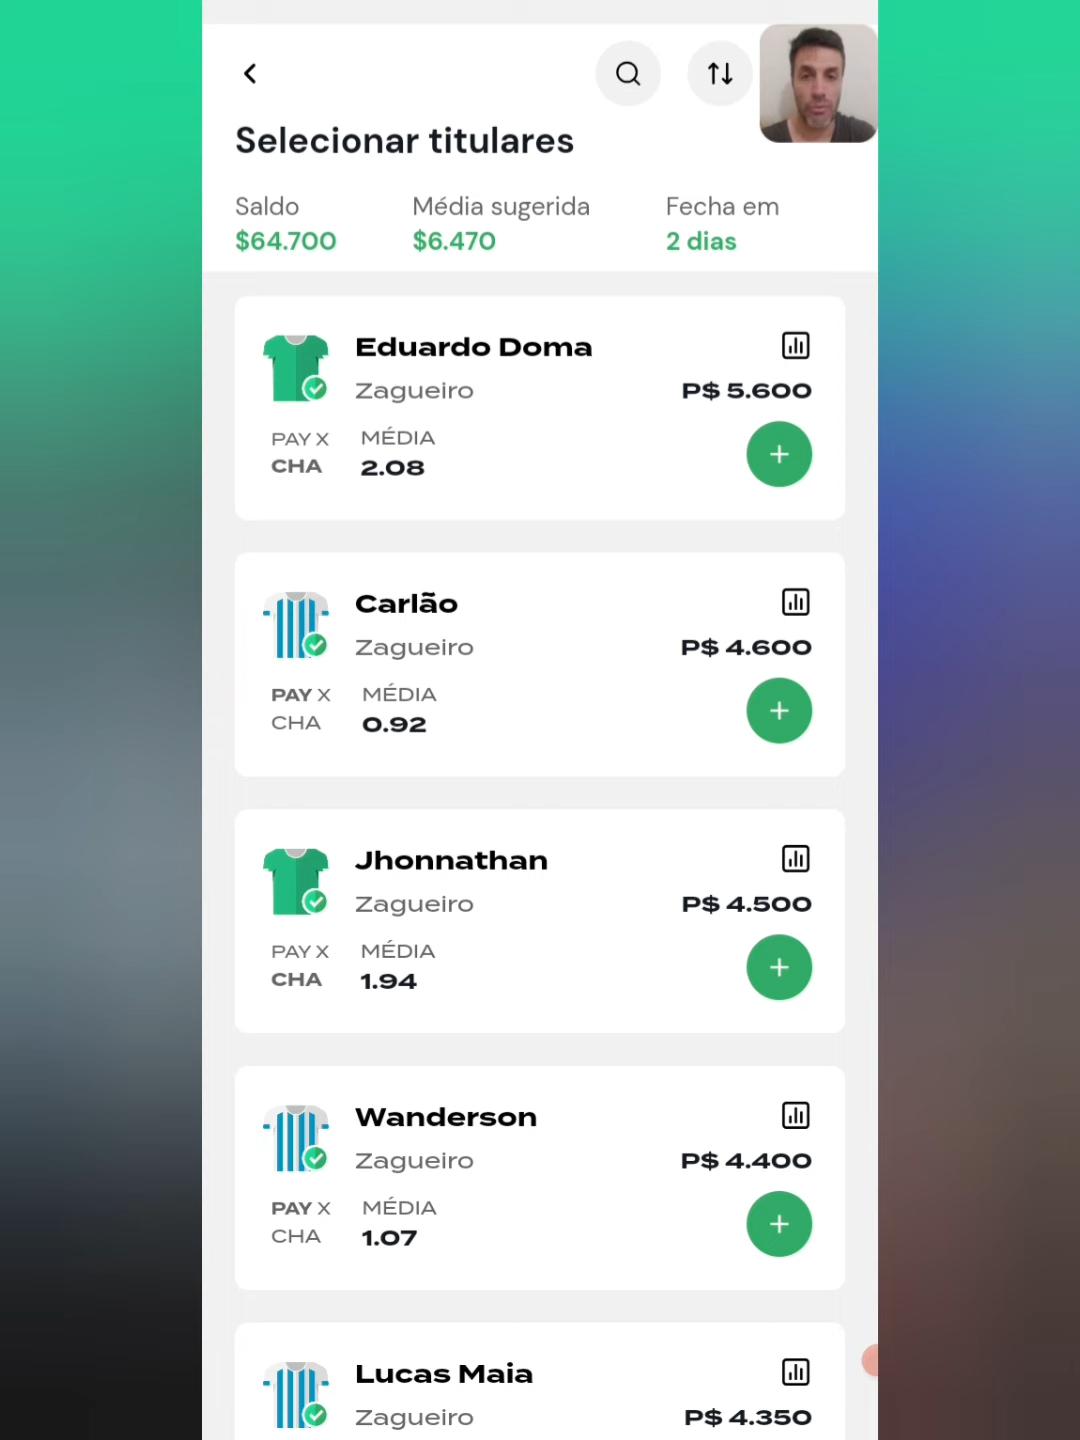 Selecionar titulares
Saldo Média sugerida Fecha em
$64.700 $6.470 2 dias
Eduardo Doma
Zagueiro P$ 5.600
PAY X MÉDIA
CHA 2.08
Carlão
Zagueiro P$ 4.600
PAY X MÉDIA
CHA 0.92
Jhonnathan
Zagueiro P$ 4.500
PAY X MÉDIA
CHA 1.94
Wanderson
Zagueiro P$ 4.400
PAY X MÉDIA
CHA 1.07
Lucas Maia
Zagueiro P$ 4.350